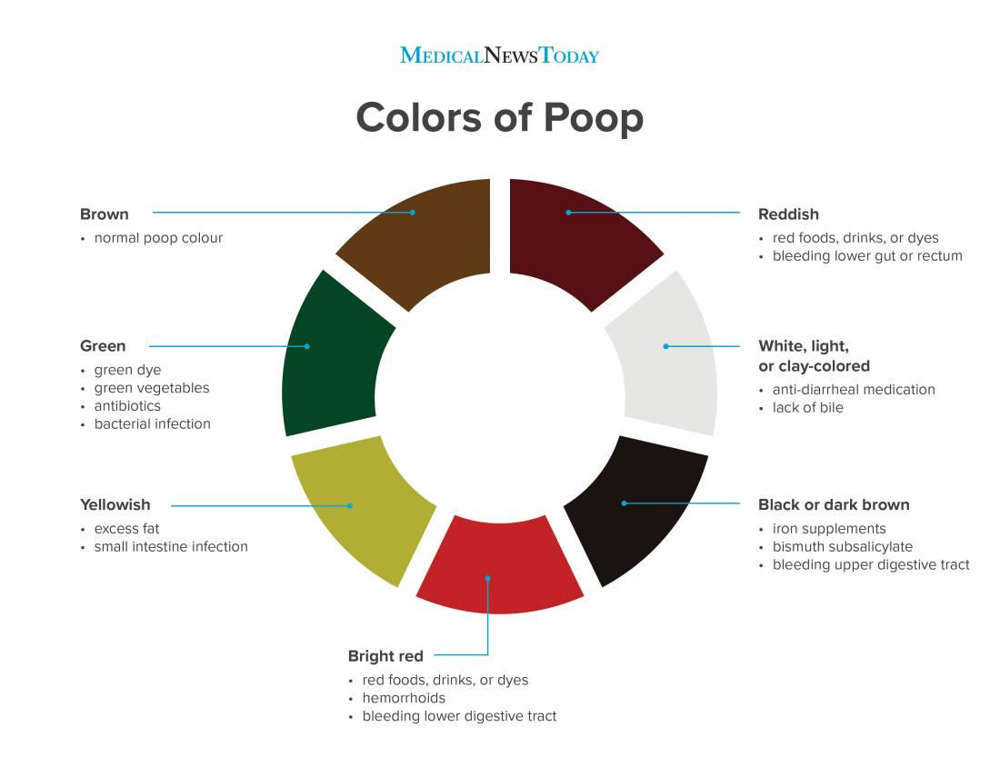 MEDICALNEWSTODAY
Colors of Poop
Brown
• normal poop colour
Reddish
• red foods, drinks, or dyes
• bleeding lower gut or rectum
Green
• green dye
• green vegetables
• antibiotics
• bacterial infection
White, light,
or clay-colored
• anti-diarrheal medication
• lack of bile
Yellowish
• excess fat
• small intestine infection
Black or dark brown
• iron supplements
• bismuth subsalicylate
• bleeding upper digestive tract
Bright red
• red foods, drinks, or dyes
• hemorrhoids
• bleeding lower digestive tract